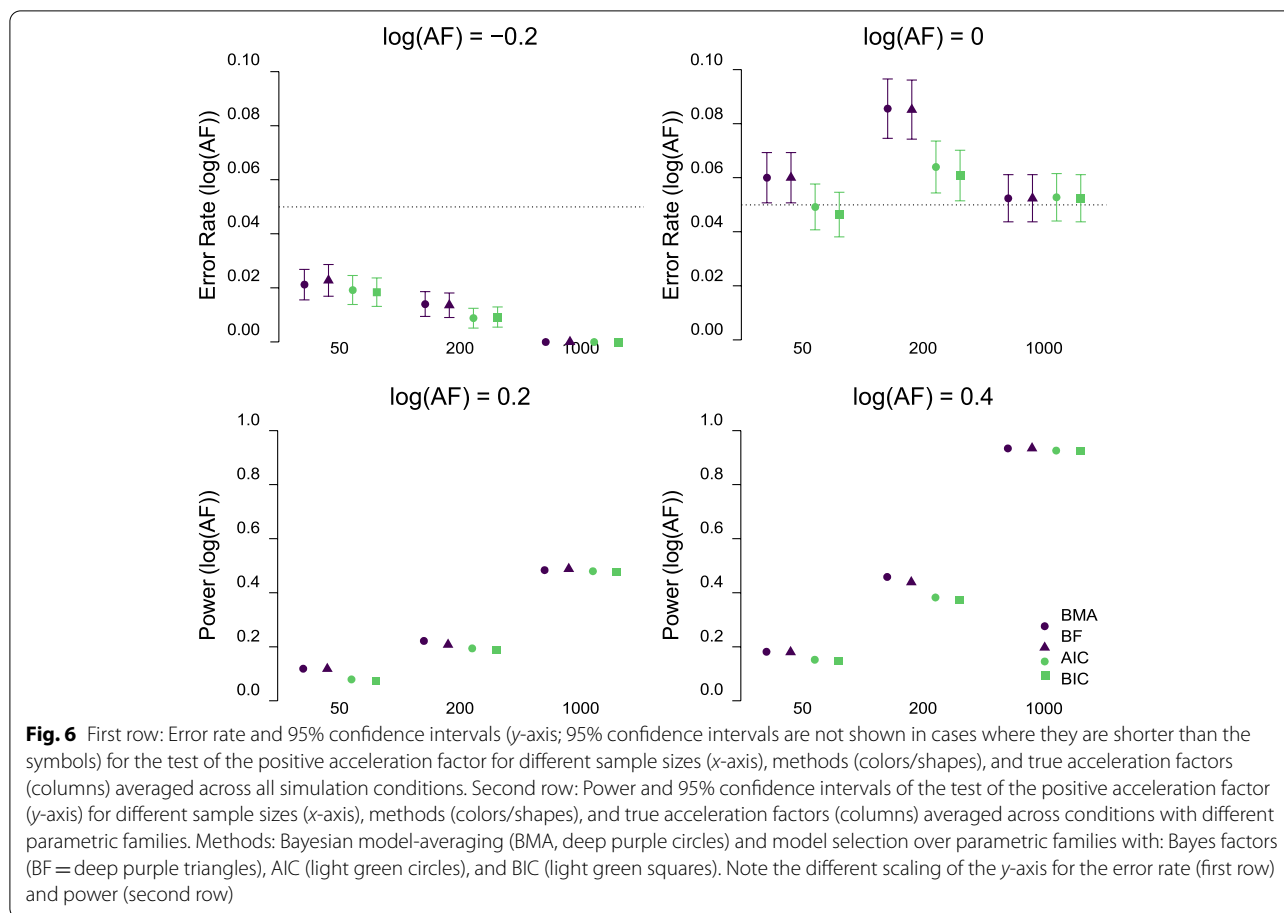 log(AF) = −0.2
Error Rate (log(AF))
0.10
0.08
0.06
0.04
0.02
0.00
50 200 1000
log(AF) = 0
Error Rate (log(AF))
0.10
0.08
0.06
0.04
0.02
0.00
50 200 1000
log(AF) = 0.2
Power (log(AF))
1.0
0.8
0.6
0.4
0.2
0.0
50 200 1000
log(AF) = 0.4
Power (log(AF))
1.0
0.8
0.6
0.4
0.2
0.0
50 200 1000
BMA
BF
AIC
BIC
Fig. 6 First row: Error rate and 95% confidence intervals (y-axis; 95% confidence intervals are not shown in cases where they are shorter than the
symbols) for the test of the positive acceleration factor for different sample sizes (x-axis), methods (colors/shapes), and true acceleration factors
(columns) averaged across all simulation conditions. Second row: Power and 95% confidence intervals of the test of the positive acceleration factor
(y-axis) for different sample sizes (x-axis), methods (colors/shapes), and true acceleration factors (columns) averaged across conditions with different
parametric families. Methods: Bayesian model-averaging (BMA, deep purple circles) and model selection over parametric families with: Bayes factors
(BF = deep purple triangles), AIC (light green circles), and BIC (light green squares). Note the different scaling of the y-axis for the error rate (first row)
and power (second row)